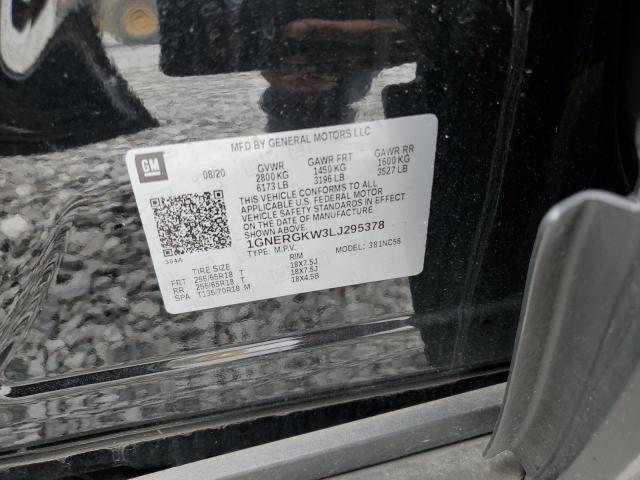 MFD BY GENERAL MOTORS LLC
GM
08/20 GVWR GAWR FRT GAWR RR
2800 KG 1450 KG 1600 KG
6173 LB 3196 LB 3527 LB
THIS VEHICLE CONFORMS TO ALL
APPLICABLE U.S. FEDERAL MOTOR
VEHICLE SAFETY STANDARDS IN EFFECT
ON THE DATE OF MANUFACTURE
SHOWN ABOVE.
1GNERGKW3LJ295378
TYPE: M.P.V. MODEL: 381NC56
384A
TIRE SIZE RIM
FRT 255/65R18 T 18X7.5J
RR 255/65R18 T 18X7.5J
SPA T135/70R18 M 18X4.5B